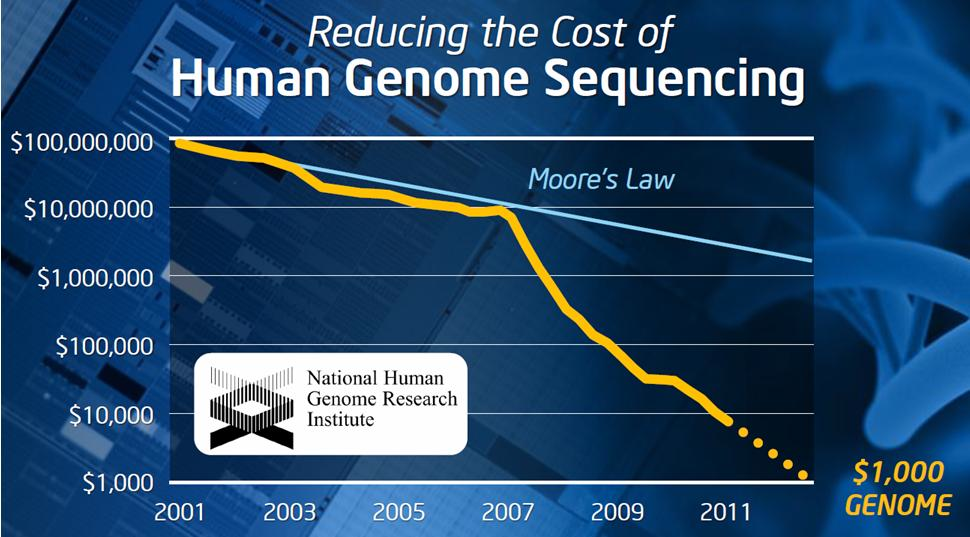 Reducing the Cost of
Human Genome Sequencing
$100,000,000
$10,000,000
$1,000,000
$100,000
$10,000
$1,000
Moore's Law
National Human
Genome Research
Institute
2001 2003 2005 2007 2009 2011
$1,000
GENOME